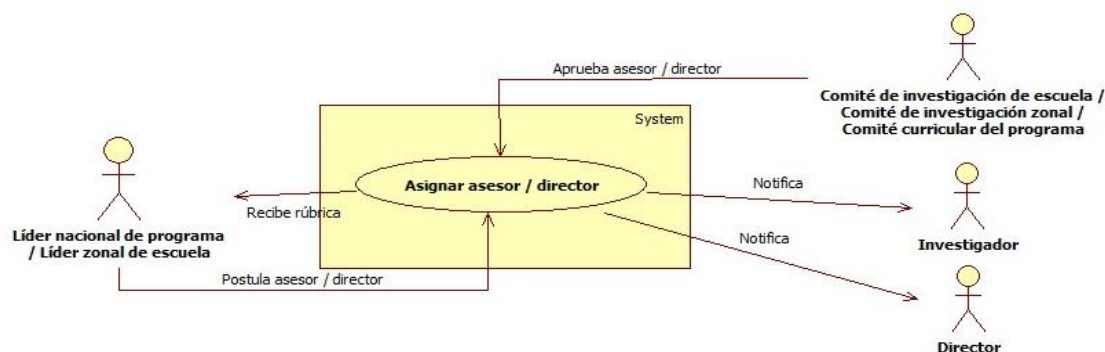 Aprueba asesor / director
Comité de investigación de escuela /
Comité de investigación zonal /
Comité curricular del programa
System
Asignar asesor / director
Recibe rúbrica
Líder nacional de programa
/ Líder zonal de escuela
Postula asesor / director
Notifica
Investigador
Notifica
Director